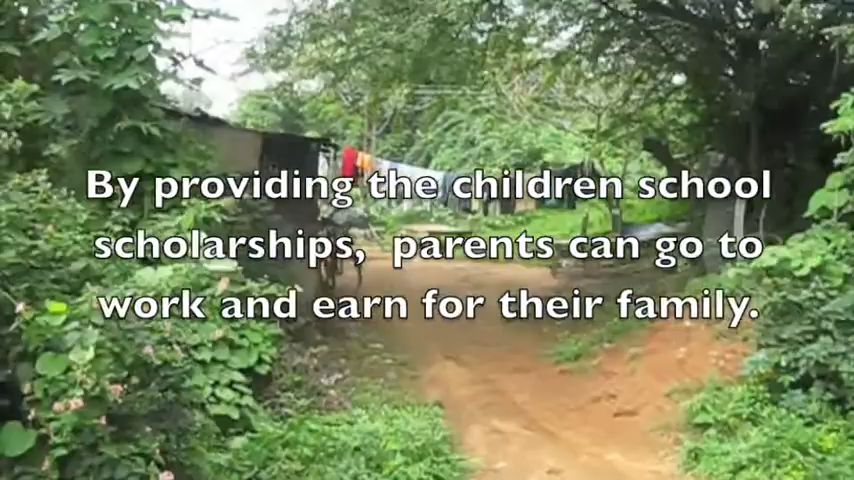 By providing the children school
scholarships, parents can go to
work and earn for their family.